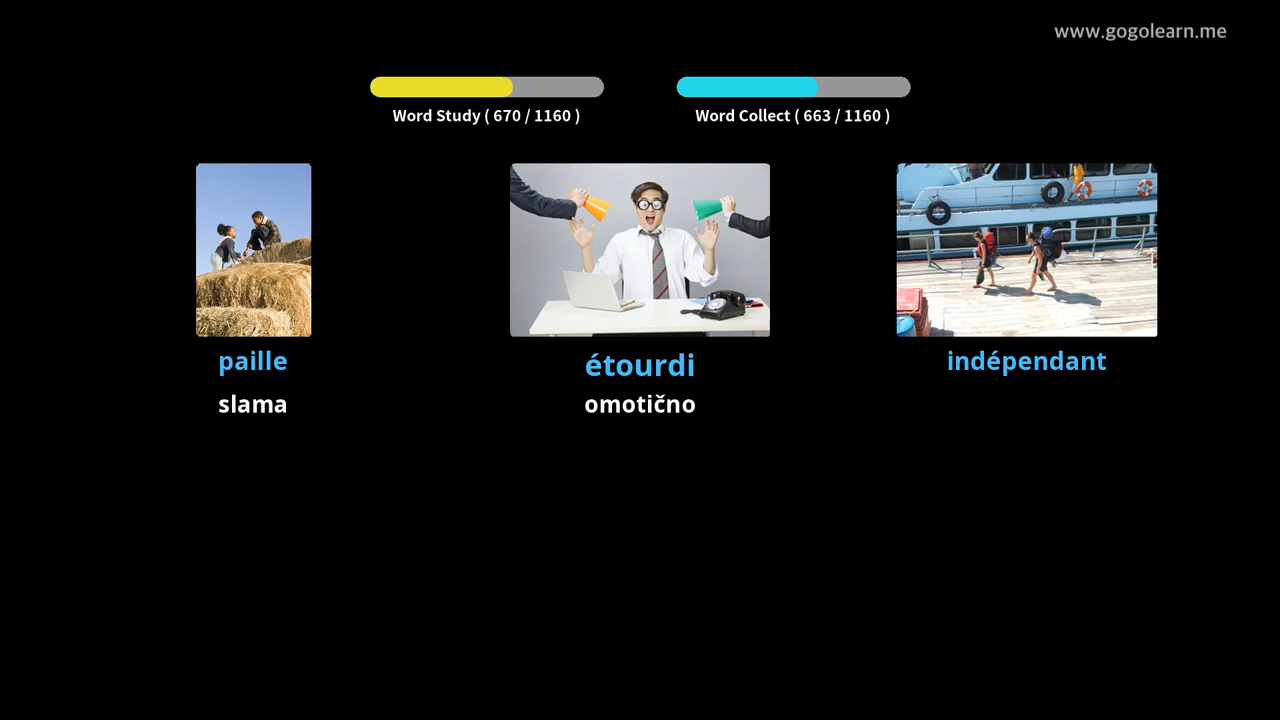 www.gogolearn.me
Word Study ( 670 / 1160 )
Word Collect ( 663 / 1160 )
paille
étourdi
indépendant
slama
omotično